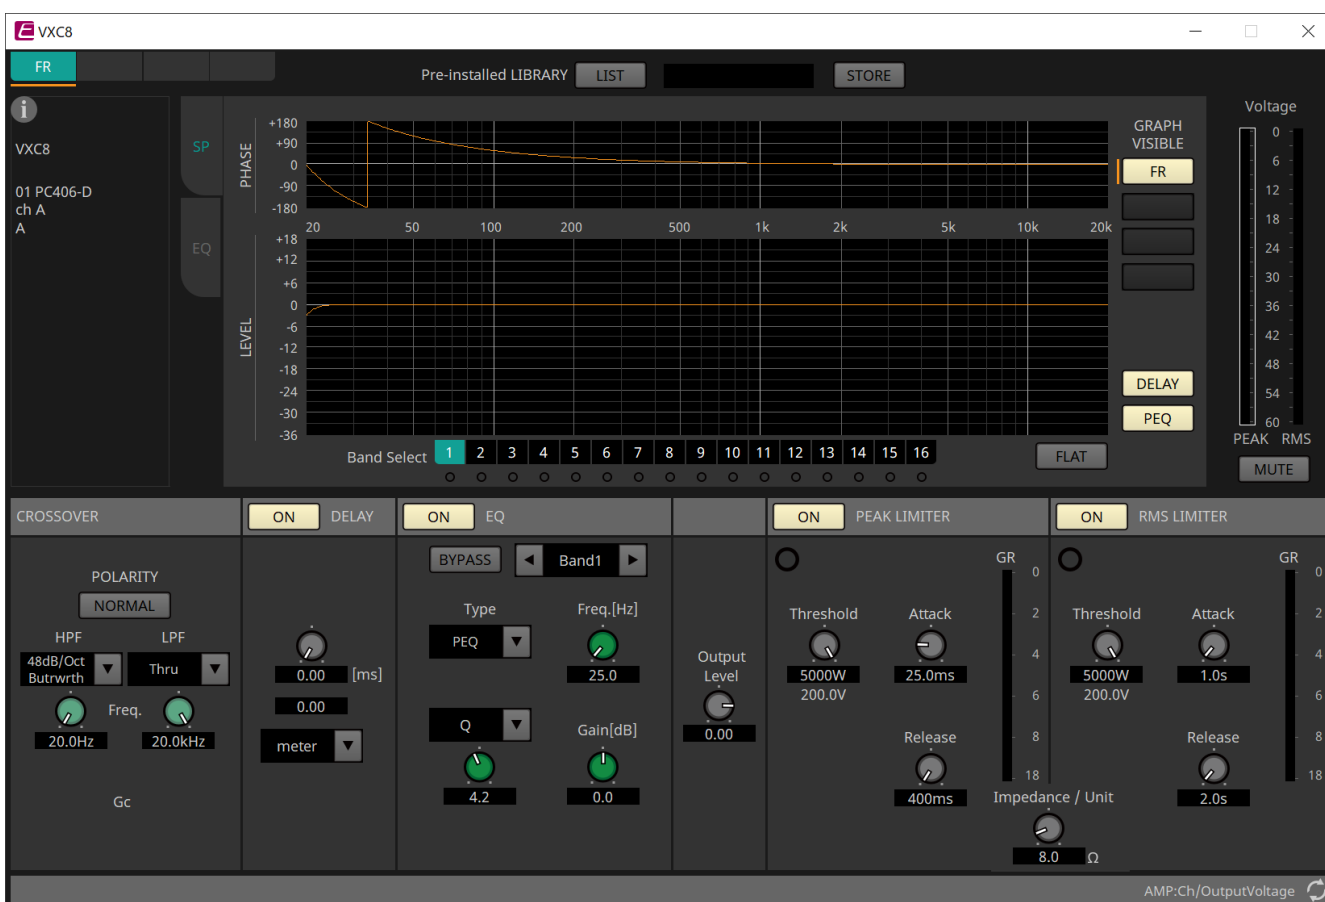 E VXC8
FR
Pre-installed LIBRARY LIST STORE
i
VXC8
01 PC406-D
ch A
A
SP
EQ
PHASE
+180
+90
0
-90
-180
20 50 100 200 500 1k 2k 5k 10k 20k
LEVEL
+18
+12
+6
0
-6
-12
-18
-24
-30
-36
GRAPH
VISIBLE
FR
DELAY
PEQ
Band Select 1 2 3 4 5 6 7 8 9 10 11 12 13 14 15 16
FLAT
Voltage
0
6
12
18
24
30
36
42
48
54
60
PEAK RMS
MUTE
CROSSOVER
POLARITY
NORMAL
HPF LPF
48dB/Oct
Butrwrth
Thru
Freq.
20.0Hz 20.0kHz
Gc
ON DELAY
0.00 [ms]
0.00
meter
ON EQ
BYPASS Band1
Type Freq.[Hz]
PEQ
25.0
Q Gain[dB]
4.2 0.0
Output
Level
0.00
ON PEAK LIMITER
GR
0
2
4
6
8
18
Threshold Attack
5000W 25.0ms
200.0V
Release
400ms
Impedance / Unit
8.0 Ω
ON RMS LIMITER
GR
0
2
4
6
8
18
Threshold Attack
5000W 1.0s
200.0V
Release
2.0s
AMP:Ch/OutputVoltage